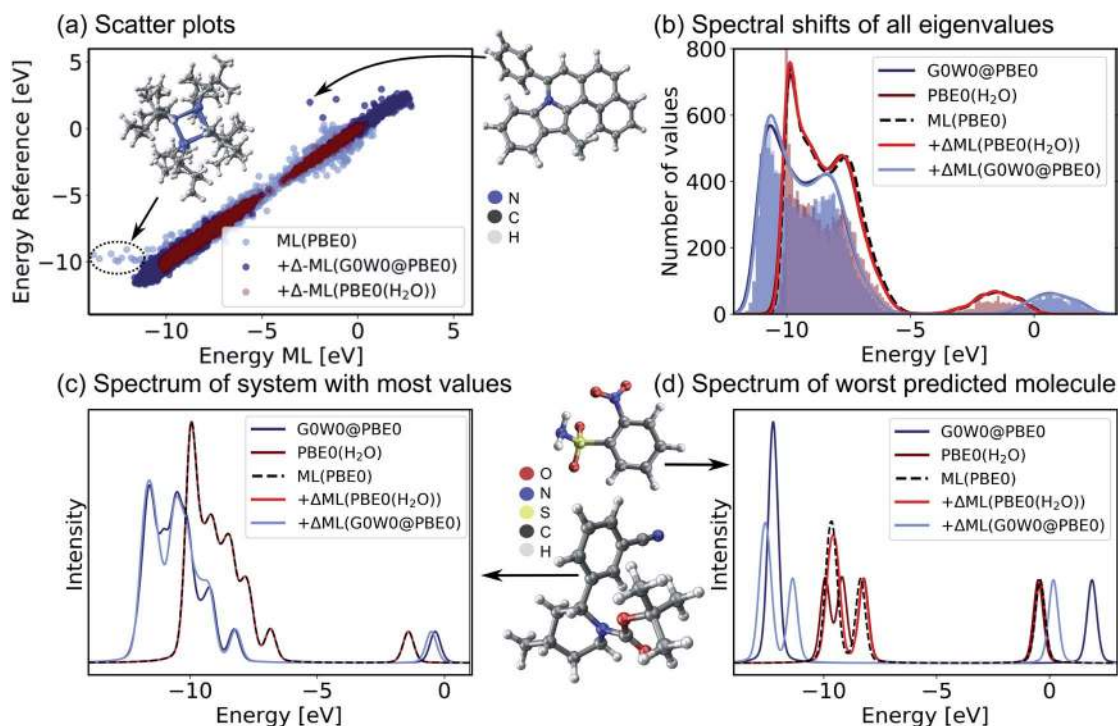 (a) Scatter plots
Energy Reference [eV]
5
0
−5
−10
−10
−5
0
5
Energy ML [eV]
ML(PBE0)
+Δ-ML(G0W0@PBE0)
+Δ-ML(PBE0(H₂O))
N
C
H
(b) Spectral shifts of all eigenvalues
Number of values
800
600
400
200
0
−10
−5
0
Energy [eV]
G0W0@PBE0
PBE0(H₂O)
ML(PBE0)
+ΔML(PBE0(H₂O))
+ΔML(G0W0@PBE0)
(c) Spectrum of system with most values
Intensity
G0W0@PBE0
PBE0(H₂O)
ML(PBE0)
+ΔML(PBE0(H₂O))
+ΔML(G0W0@PBE0)
−10
−5
0
Energy [eV]
O
N
S
C
H
(d) Spectrum of worst predicted molecule
Intensity
G0W0@PBE0
PBE0(H₂O)
ML(PBE0)
+ΔML(PBE0(H₂O))
+ΔML(G0W0@PBE0)
−10
−5
0
Energy [eV]